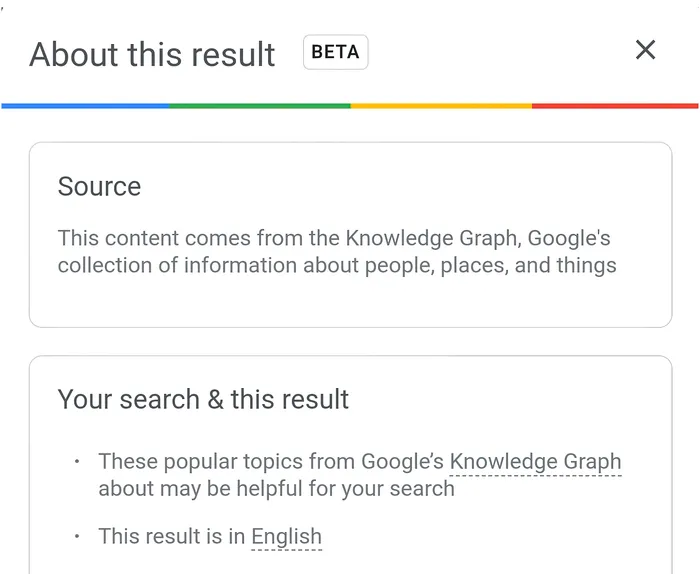 About this result BETA
Source
This content comes from the Knowledge Graph, Google's
collection of information about people, places, and things
Your search & this result
• These popular topics from Google’s Knowledge Graph
about may be helpful for your search
• This result is in English